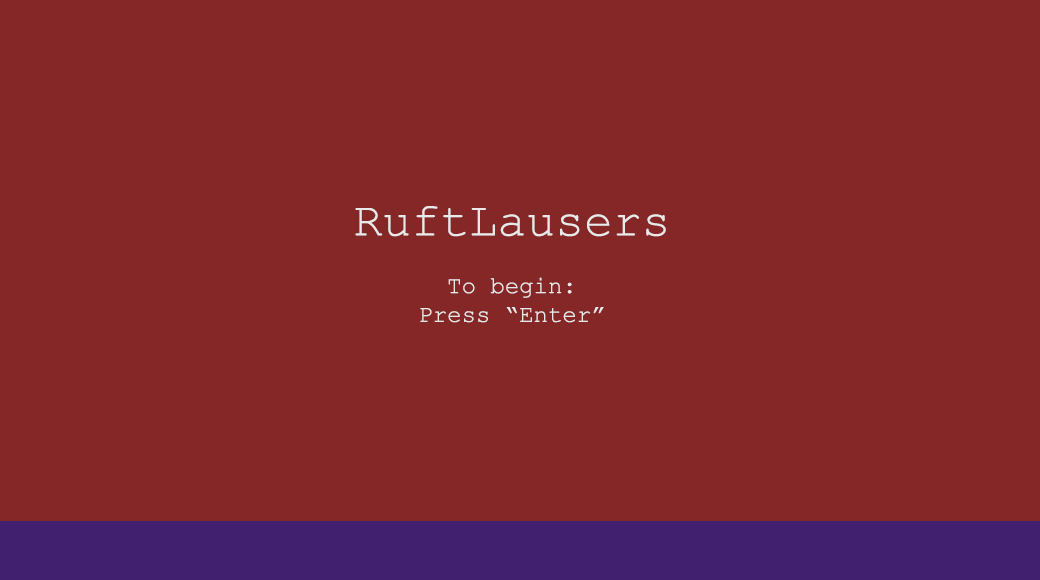 RuftLausers
To begin:
Press “Enter”